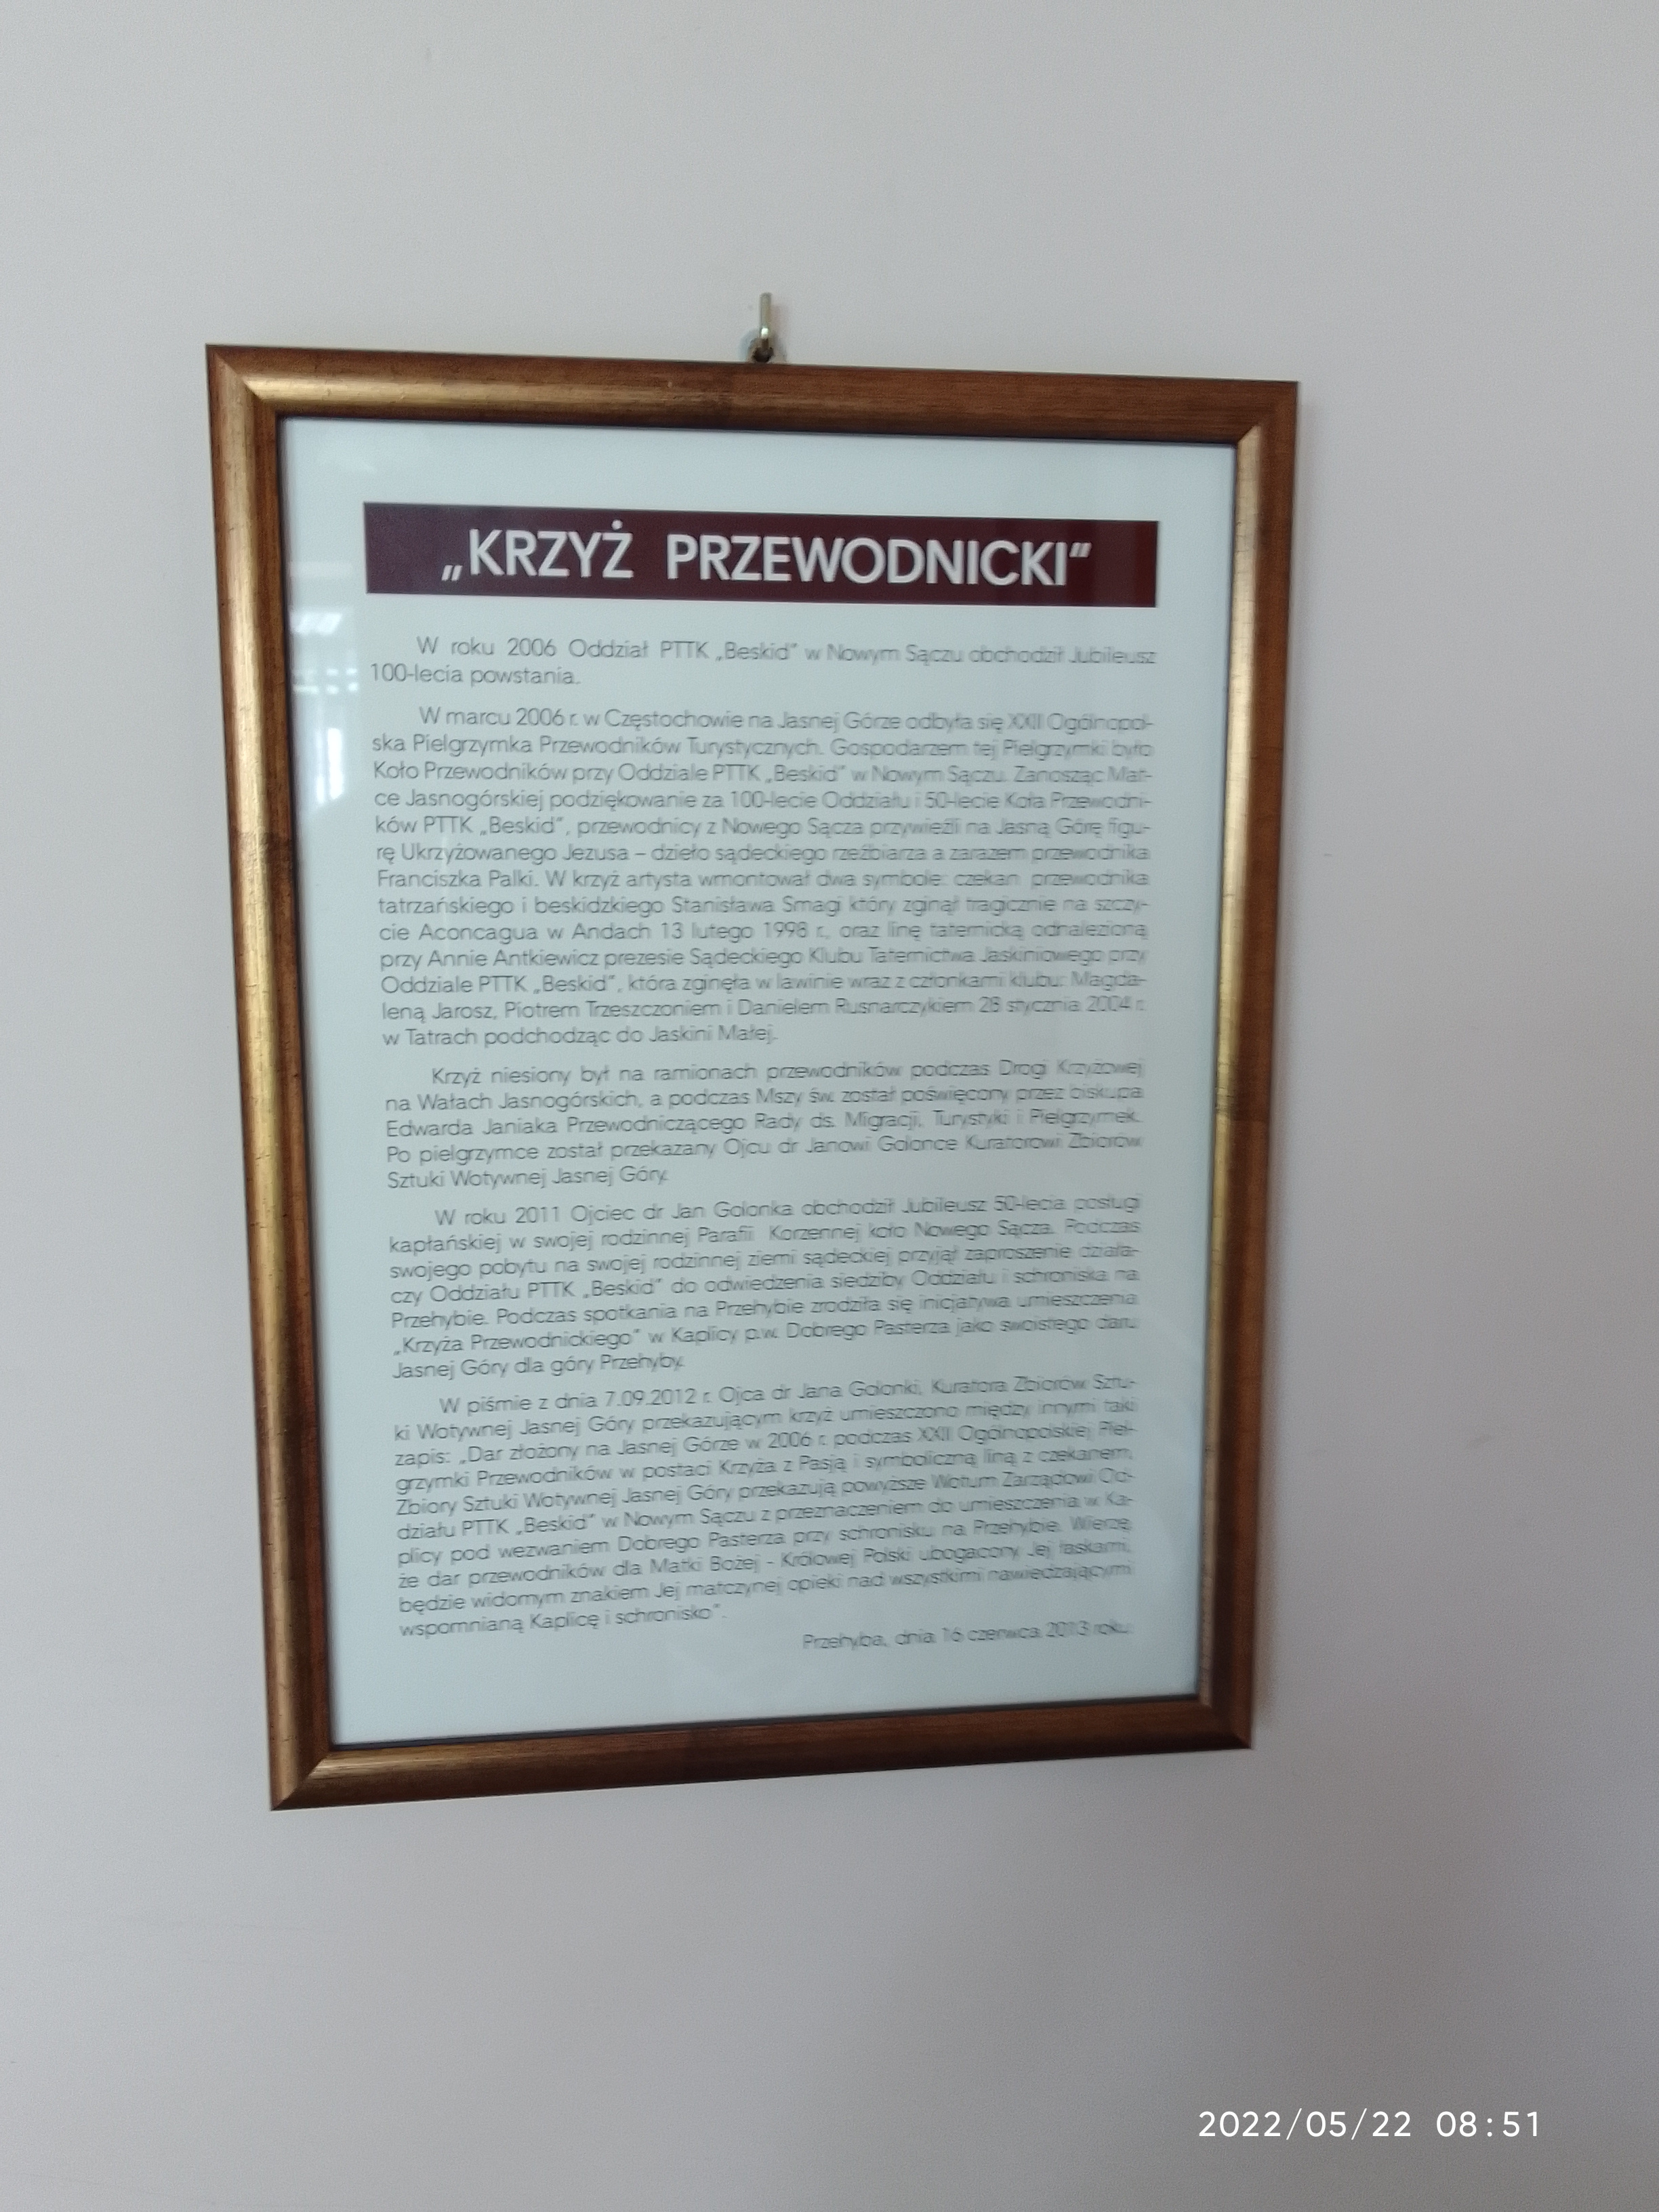 „KRZYŻ PRZEWODNICKI”
W roku 2006 Oddział PTTK „Beskid” w Nowym Sączu obchodził Jubileusz
100-lecia powstania.
W marcu 2006 r. w Częstochowie na Jasnej Górze odbyła się XXII Ogólnopol-
ska Pielgrzymka Przewodników Turystycznych. Gospodarzem tej Pielgrzymki było
Koło Przewodników przy Oddziale PTTK „Beskid” w Nowym Sączu. Zanosząc Mat-
ce Jasnogórskiej podziękowanie za 100-lecie Oddziału i 50-lecie Koła Przewodni-
ków PTTK „Beskid”, przewodnicy z Nowego Sącza przywieźli na Jasną Górę figu-
rę Ukrzyżowanego Jezusa – dzieło sądeckiego rzeźbiarza a zarazem przewodnika
Franciszka Palki. W krzyż artysta wmontował dwa symbole: czekan przewodnika
tatrzańskiego i beskidzkiego Stanisława Smagi który zginął tragicznie na szczy-
cie Aconcagua w Andach 13 lutego 1998 r., oraz linę taternicką odnalezioną
przy Annie Antkiewicz prezesie Sądeckiego Klubu Taternictwa Jaskiniowego przy
Oddziale PTTK „Beskid”, która zginęła w lawinie wraz z członkami klubu: Magda-
leną Jarosz, Piotrem Trzeszczoniem i Danielem Rusnarczykiem 28 stycznia 2004 r.
w Tatrach podchodząc do Jaskini Małej.
Krzyż niesiony był na ramionach przewodników podczas Drogi Krzyżowej
na Wałach Jasnogórskich, a podczas Mszy św. został poświęcony przez biskupa
Edwarda Janiaka Przewodniczącego Rady ds. Migracji, Turystyki i Pielgrzymek.
Po pielgrzymce został przekazany Ojcu dr Janowi Golonce Kuratorowi Zbiorów
Sztuki Wotywnej Jasnej Góry.
W roku 2011 Ojciec dr Jan Golonka obchodził Jubileusz 50-lecia posługi
kapłańskiej w swojej rodzinnej Parafii Korzennej koło Nowego Sącza. Podczas
swojego pobytu na swojej rodzinnej ziemi sądeckiej przyjął zaproszenie działa-
czy Oddziału PTTK „Beskid” do odwiedzenia siedziby Oddziału i schroniska na
Przehybie. Podczas spotkania na Przehybie zrodziła się inicjatywa umieszczenia
„Krzyża Przewodnickiego” w Kaplicy p.w. Dobrego Pasterza jako swoistego daru
Jasnej Góry dla góry Przehyby.
W piśmie z dnia 7.09.2012 r. Ojca dr Jana Golonki, Kuratora Zbiorów Sztu-
ki Wotywnej Jasnej Góry przekazującym krzyż umieszczono między innymi taki
zapis: „Dar złożony na Jasnej Górze w 2006 r. podczas XXII Ogólnopolskiej Piel-
grzymki Przewodników w postaci Krzyża z Pasją i symboliczną liną z czekanem,
Zbiory Sztuki Wotywnej Jasnej Góry przekazują powyższe Wotum Zarządowi Od-
działu PTTK „Beskid” w Nowym Sączu z przeznaczeniem do umieszczenia w Ka-
plicy pod wezwaniem Dobrego Pasterza przy schronisku na Przehybie. Wierzę,
że dar przewodników dla Matki Bożej - Królowej Polski ubogacony Jej łaskami,
będzie widomym znakiem Jej matczynej opieki nad wszystkimi nawiedzającymi
wspomnianą Kaplicę i schronisko”.
Przehyba, dnia 16 czerwca 2013 roku.
2022/05/22 08:51